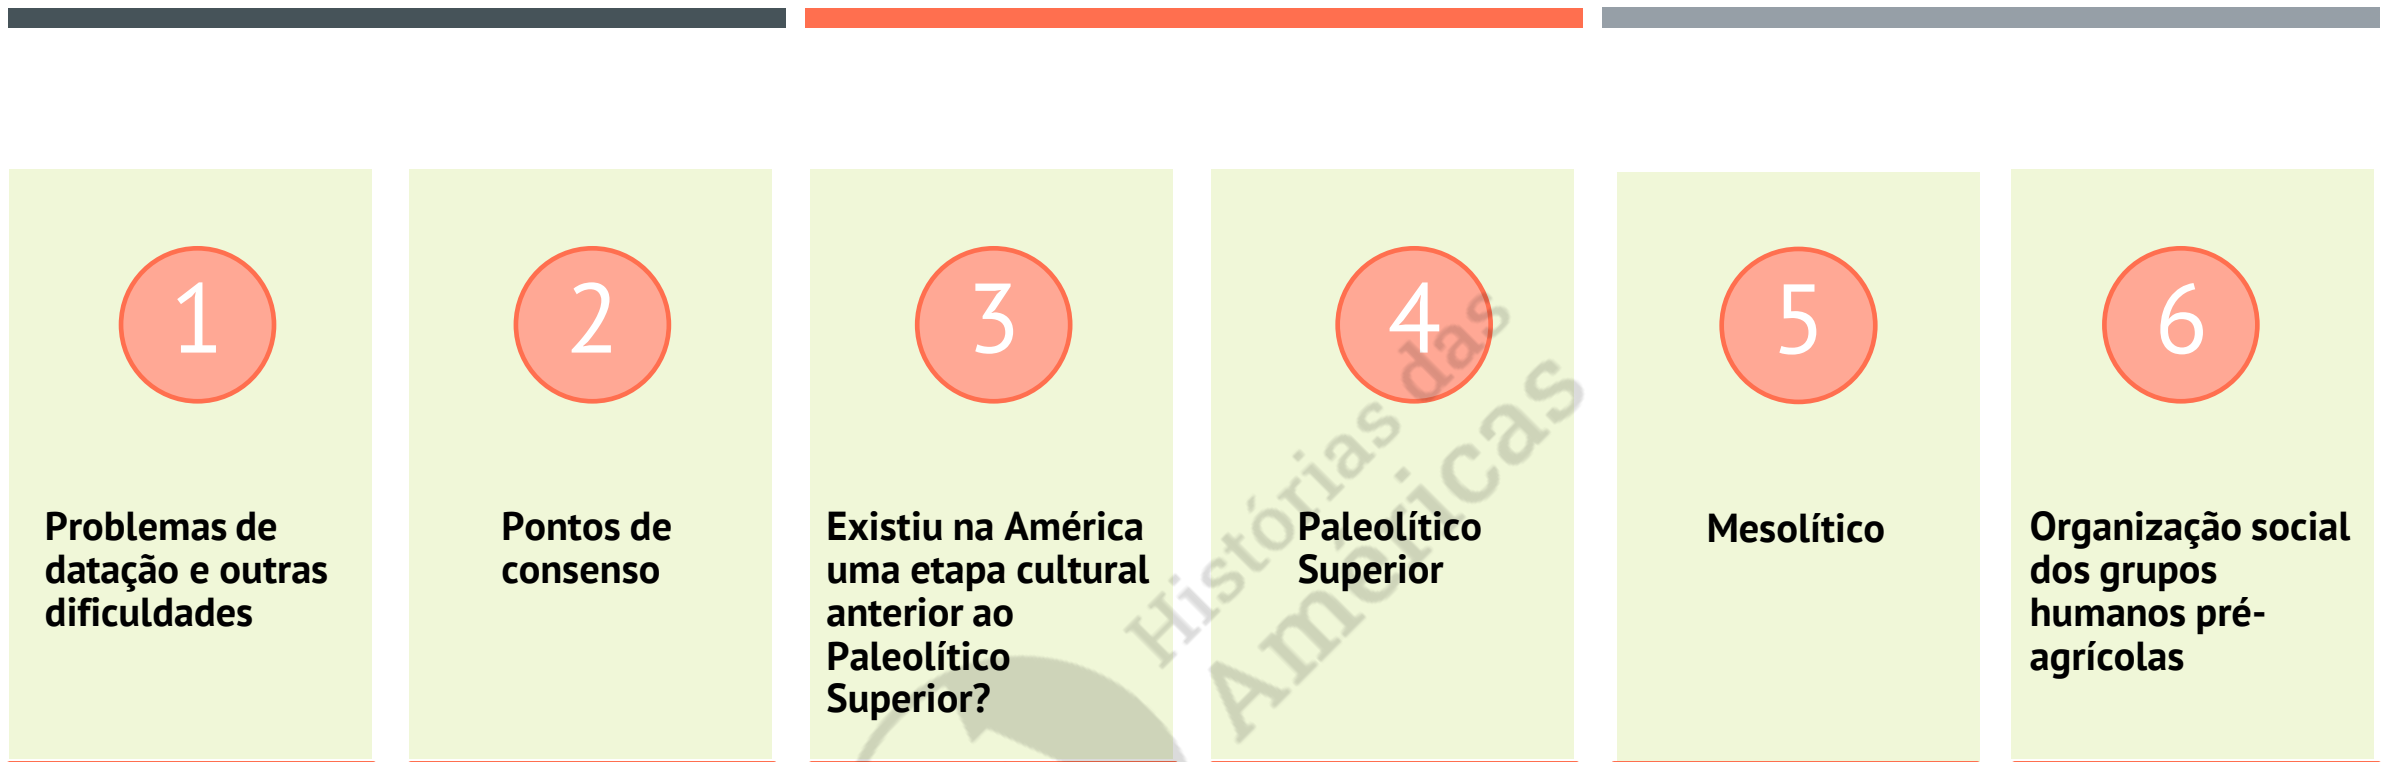 1
Problemas de
datação e outras
dificuldades
2
Pontos de
consenso
3
Existiu na América
uma etapa cultural
anterior ao
Paleolítico
Superior?
4
Paleolítico
Superior
5
Mesolítico
6
Organização social
dos grupos
humanos pré-
agrícolas
Histórias das
Américas